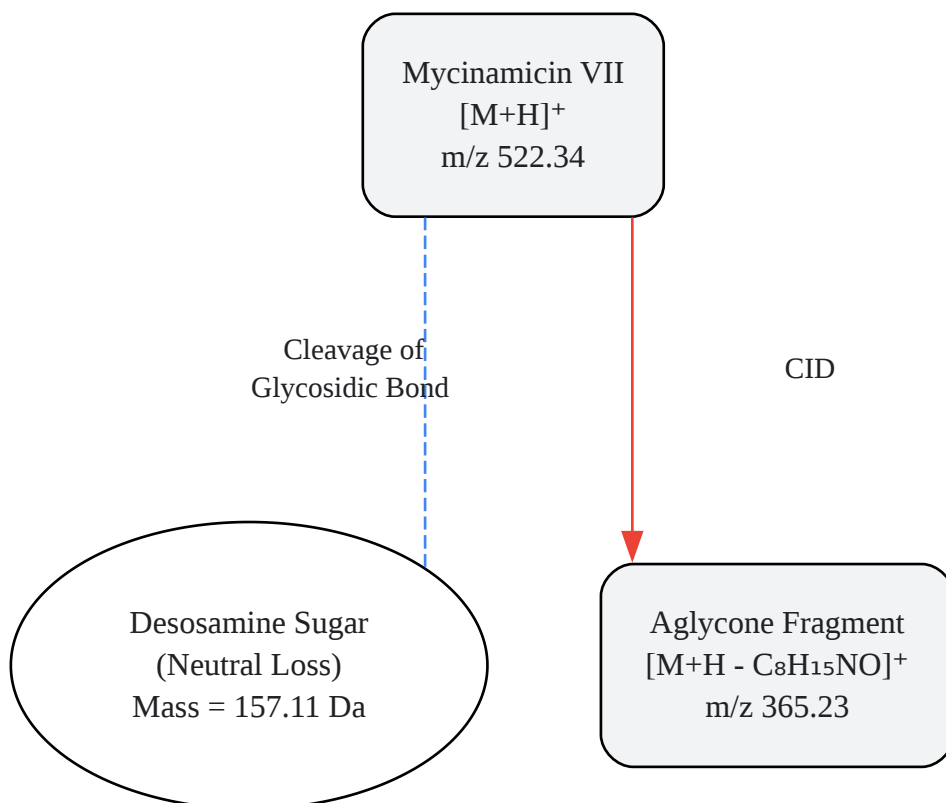 Mycinamicin VII
[M+H]⁺
m/z 522.34
Cleavage of
Glycosidic Bond
CID
Desosamine Sugar
(Neutral Loss)
Mass = 157.11 Da
Aglycone Fragment
[M+H - C₈H₁₅NO]⁺
m/z 365.23